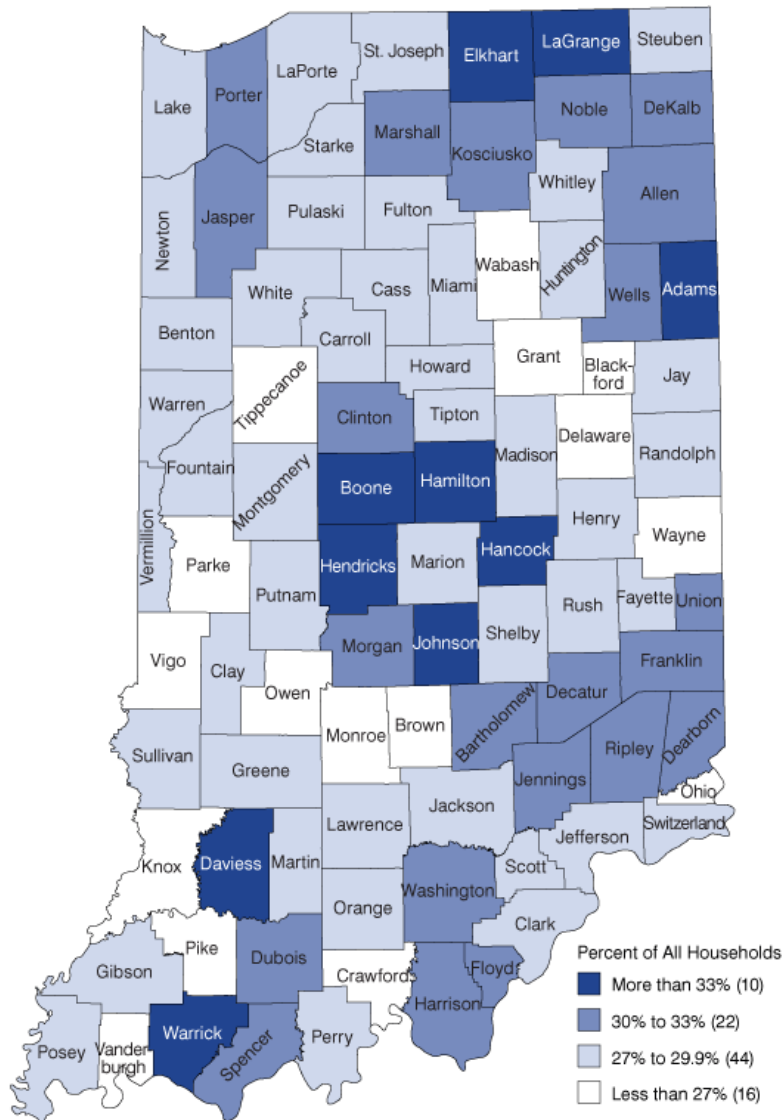 St. Joseph
Elkhart
LaGrange
Steuben
LaPorte
Lake
Porter
Noble
DeKalb
Marshall
Kosciusko
Starke
Whitley
Allen
Newton
Jasper
Pulaski
Fulton
Wabash
Huntington
Miami
White
Cass
Wells
Adams
Benton
Carroll
Grant
Black-
ford
Howard
Jay
Tippecanoe
Warren
Clinton
Tipton
Delaware
Fountain
Montgomery
Madison
Randolph
Boone
Hamilton
Vermillion
Henry
Wayne
Parke
Hendricks
Marion
Hancock
Putnam
Rush
Fayette
Union
Vigo
Clay
Morgan
Johnson
Shelby
Franklin
Owen
Decatur
Bartholomew
Brown
Monroe
Ripley
Dearborn
Sullivan
Greene
Jennings
Ohio
Jackson
Lawrence
Jefferson
Switzerland
Knox
Daviess
Martin
Scott
Washington
Orange
Clark
Pike
Dubois
Gibson
Crawford
Floyd
Harrison
Warrick
Posey
Vander-
burgh
Spencer
Perry
Percent of All Households
More than 33% (10)
30% to 33% (22)
27% to 29.9% (44)
Less than 27% (16)